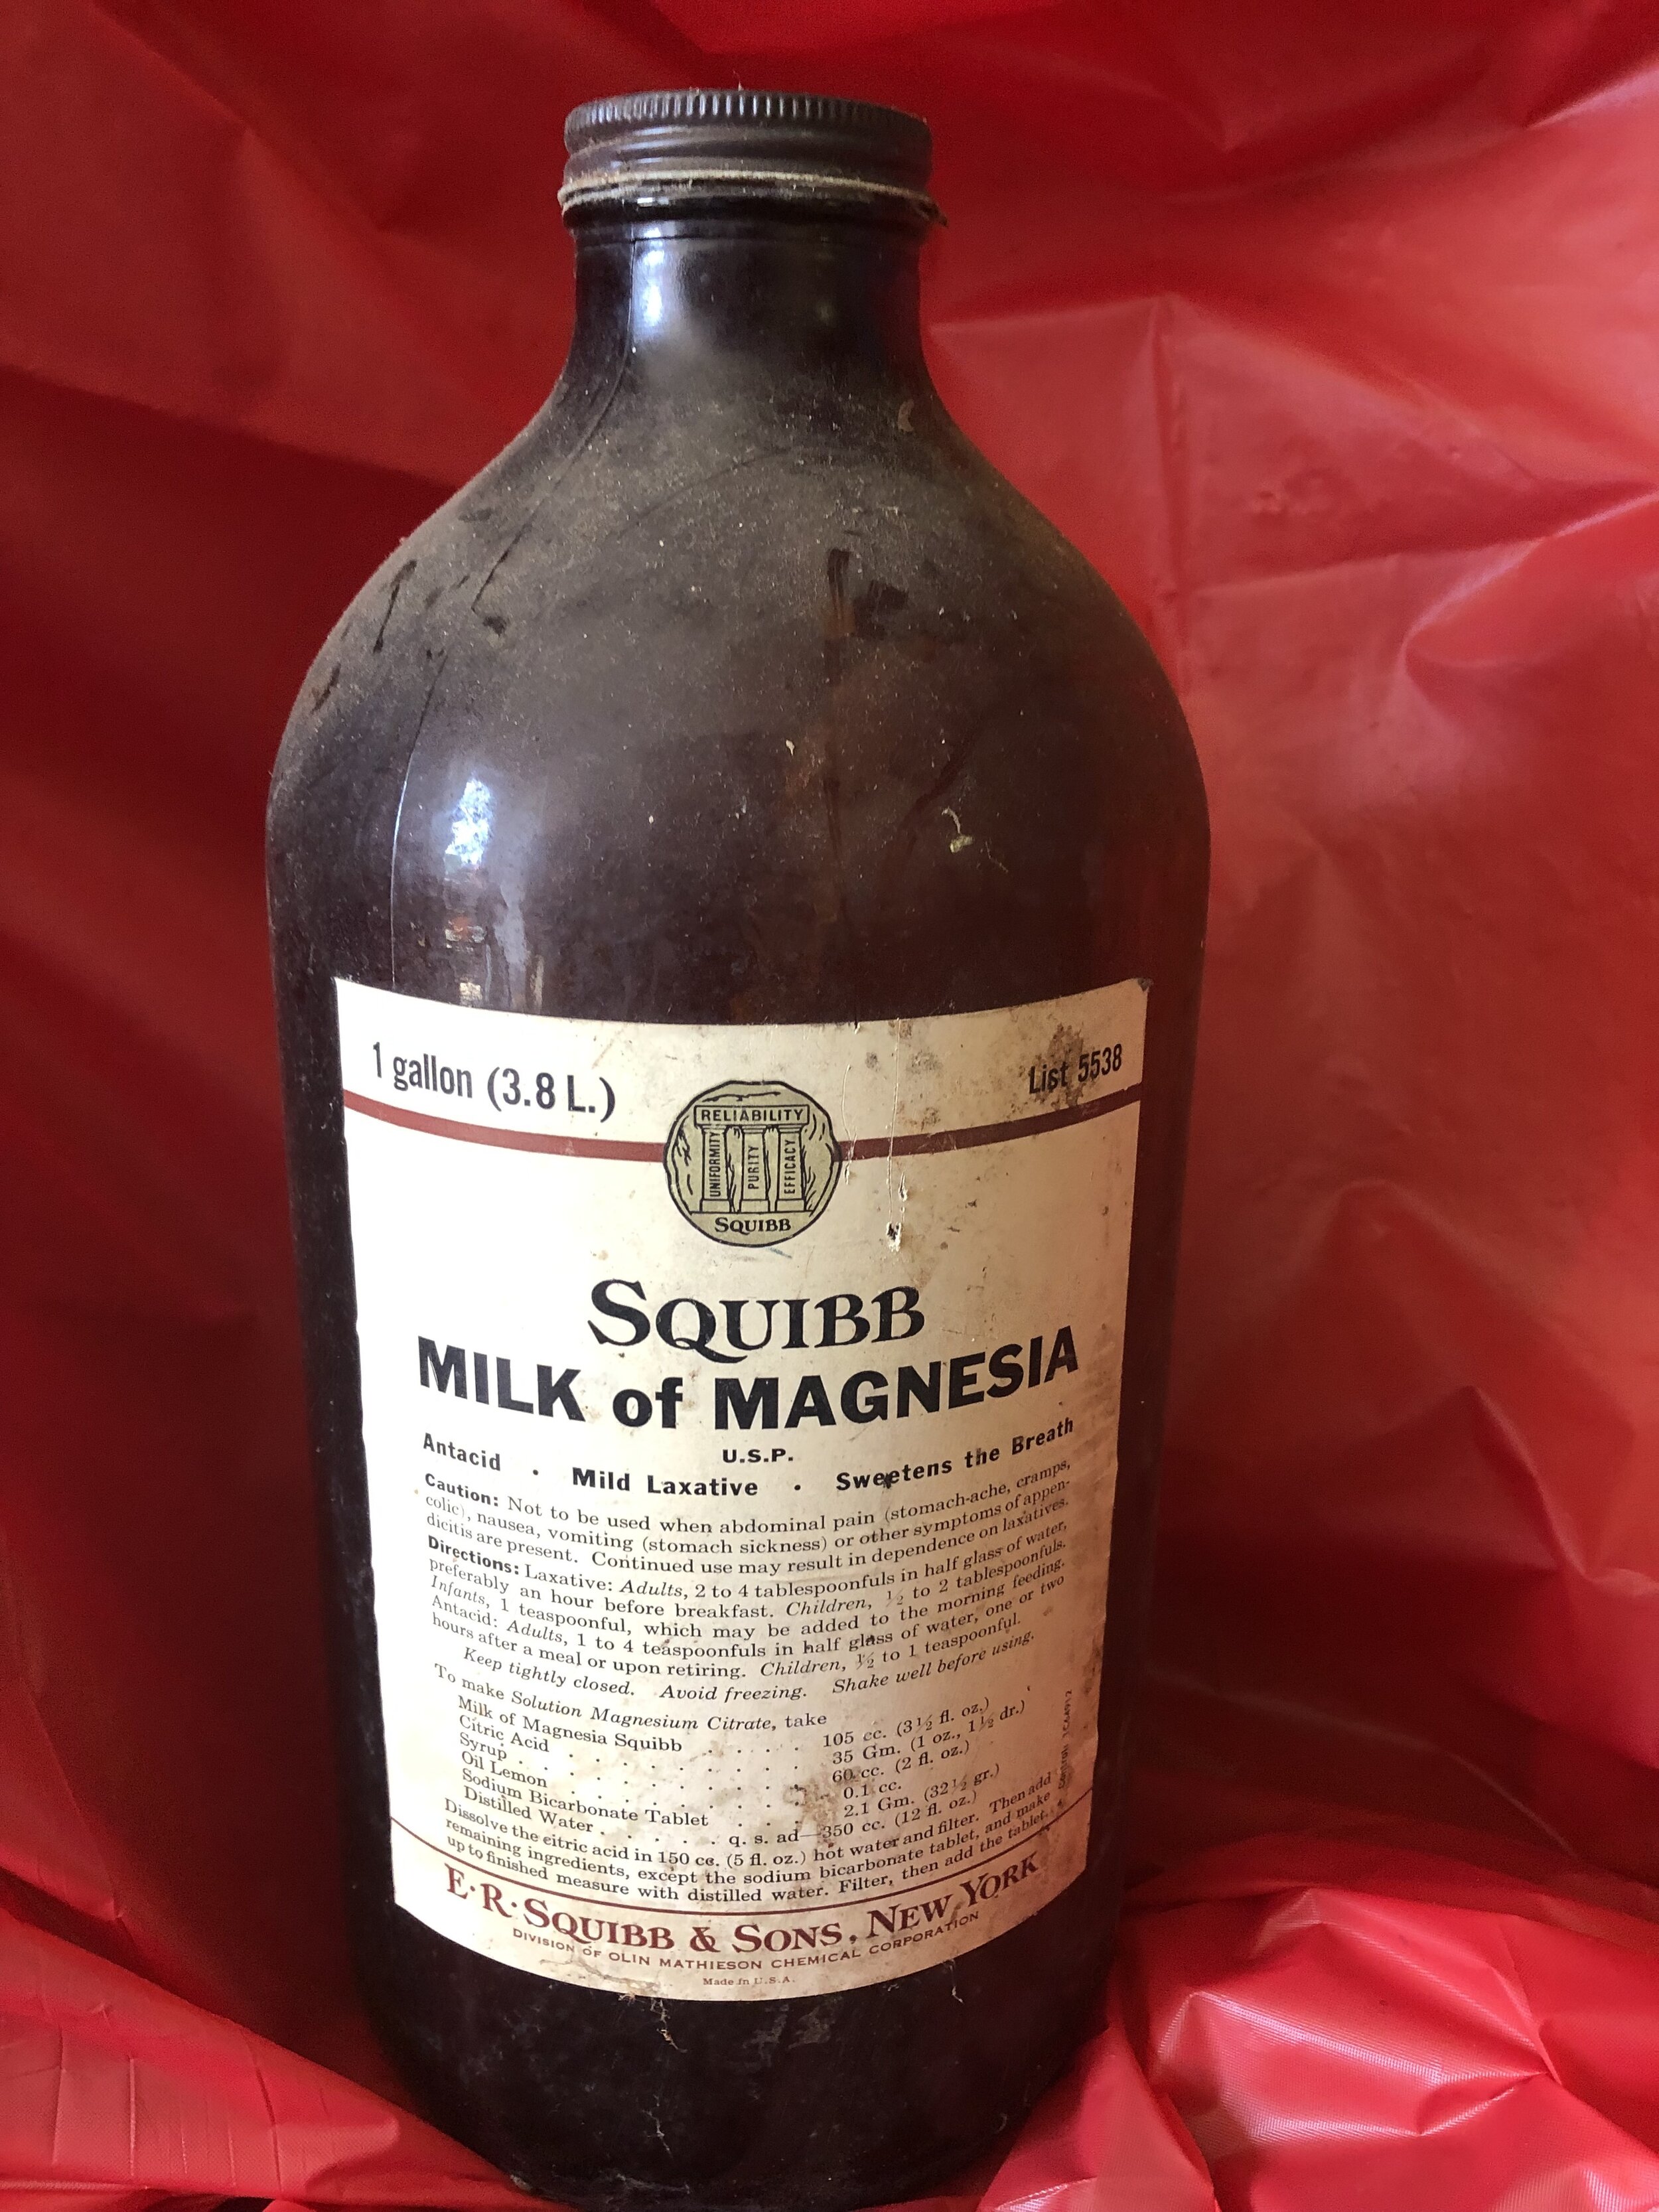 1 gallon (3.8 L.)
List 5538
RELIABILITY
UNIFORMITY
PURITY
EFFICACY
SQUIBB
SQUIBB
MILK of MAGNESIA
U.S.P.
Antacid · Mild Laxative · Sweetens the Breath
Caution: Not to be used when abdominal pain (stomach-ache, cramps,
colic), nausea, vomiting (stomach sickness) or other symptoms of appen-
dicitis are present. Continued use may result in dependence on laxatives.
Directions: Laxative: Adults, 2 to 4 tablespoonfuls in half glass of water,
preferably an hour before breakfast. Children, ½ to 2 tablespoonfuls.
Infants, 1 teaspoonful, which may be added to the morning feeding.
Antacid: Adults, 1 to 4 teaspoonfuls in half glass of water, one or two
hours after a meal or upon retiring. Children, ½ to 1 teaspoonful.
Keep tightly closed. Avoid freezing. Shake well before using.
To make Solution Magnesium Citrate, take
Milk of Magnesia Squibb . . . . . 105 cc. (3½ fl. oz.)
Citric Acid . . . . . . . . 35 Gm. (1 oz., 1½ dr.)
Syrup . . . . . . . . . 60 cc. (2 fl. oz.)
Oil Lemon . . . . . . . . 0.1 cc.
Sodium Bicarbonate Tablet . . . . 2.1 Gm. (32½ gr.)
Distilled Water . . . . . q. s. ad—350 cc. (12 fl. oz.)
Dissolve the citric acid in 150 cc. (5 fl. oz.) hot water and filter. Then add
remaining ingredients, except the sodium bicarbonate tablet, and make
up to finished measure with distilled water. Filter, then add the tablet.
E·R·SQUIBB & SONS, NEW YORK
DIVISION OF OLIN MATHIESON CHEMICAL CORPORATION
Made in U.S.A.